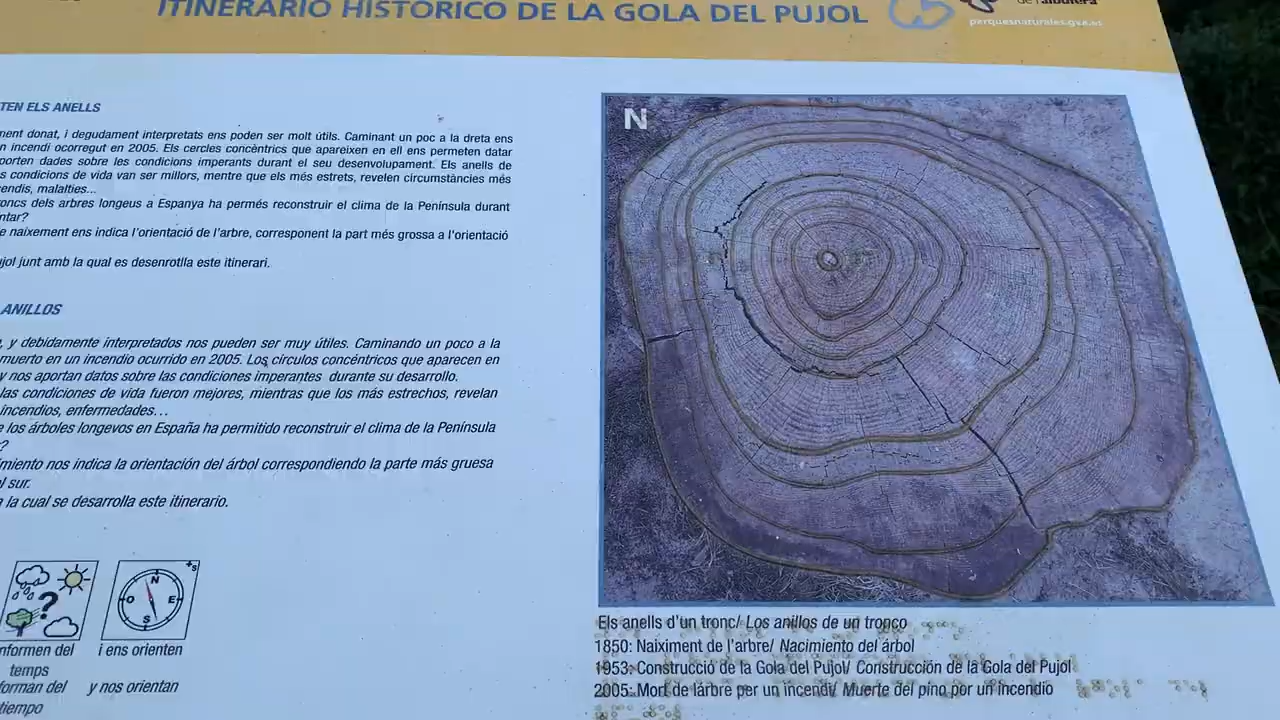 ITINERARIO HISTÓRICO DE LA GOLA DEL PUJOL
de l'albufera
parquesnaturales.gva.es
TEN ELS ANELLS
ment donat, i degudament interpretats ens poden ser molt útils. Caminant un poc a la dreta ens
n incendi ocorregut en 2005. Els cercles concèntrics que apareixen en ell ens permeten datar
porten dades sobre les condicions imperants durant el seu desenvolupament. Els anells de
s condicions de vida van ser millors, mentre que els més estrets, revelen circumstàncies més
cendis, malalties...
roncs dels arbres longeus a Espanya ha permés reconstruir el clima de la Península durant
ntar?
e naixement ens indica l'orientació de l'arbre, corresponent la part més grossa a l'orientació
ujol junt amb la qual es desenrotlla este itinerari.
ANILLOS
, y debidamente interpretados nos pueden ser muy útiles. Caminando un poco a la
muerto en un incendio ocurrido en 2005. Los círculos concéntricos que aparecen en
y nos aportan datos sobre las condiciones imperantes durante su desarrollo.
las condiciones de vida fueron mejores, mientras que los más estrechos, revelan
incendios, enfermedades...
e los árboles longevos en España ha permitido reconstruir el clima de la Península
?
imiento nos indica la orientación del árbol correspondiendo la parte más gruesa
l sur.
a la cual se desarrolla este itinerario.
N
?
N
O E
S
+s
nformen del
temps
forman del
tiempo
i ens orienten
y nos orientan
Els anells d'un tronc/ Los anillos de un tronco
1850: Naiximent de l'arbre/ Nacimiento del árbol
1953: Construcció de la Gola del Pujol/ Construcción de la Gola del Pujol
2005: Mort de lárbre per un incendi/ Muerte del pino por un incendio